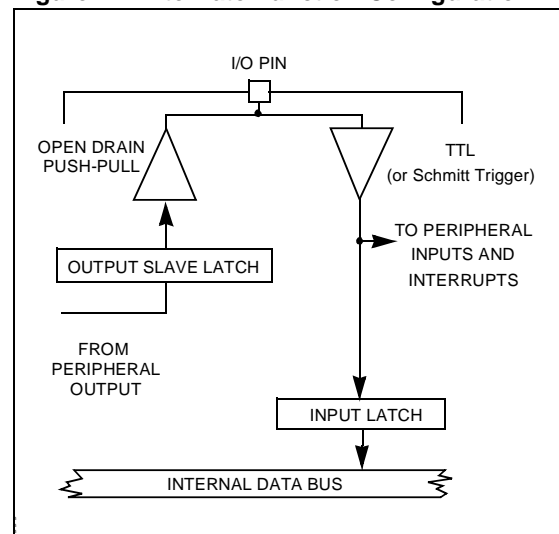 I/O PIN
OPEN DRAIN
PUSH-PULL
TTL
(or Schmitt Trigger)
TO PERIPHERAL
INPUTS AND
INTERRUPTS
OUTPUT SLAVE LATCH
FROM
PERIPHERAL
OUTPUT
INPUT LATCH
INTERNAL DATA BUS